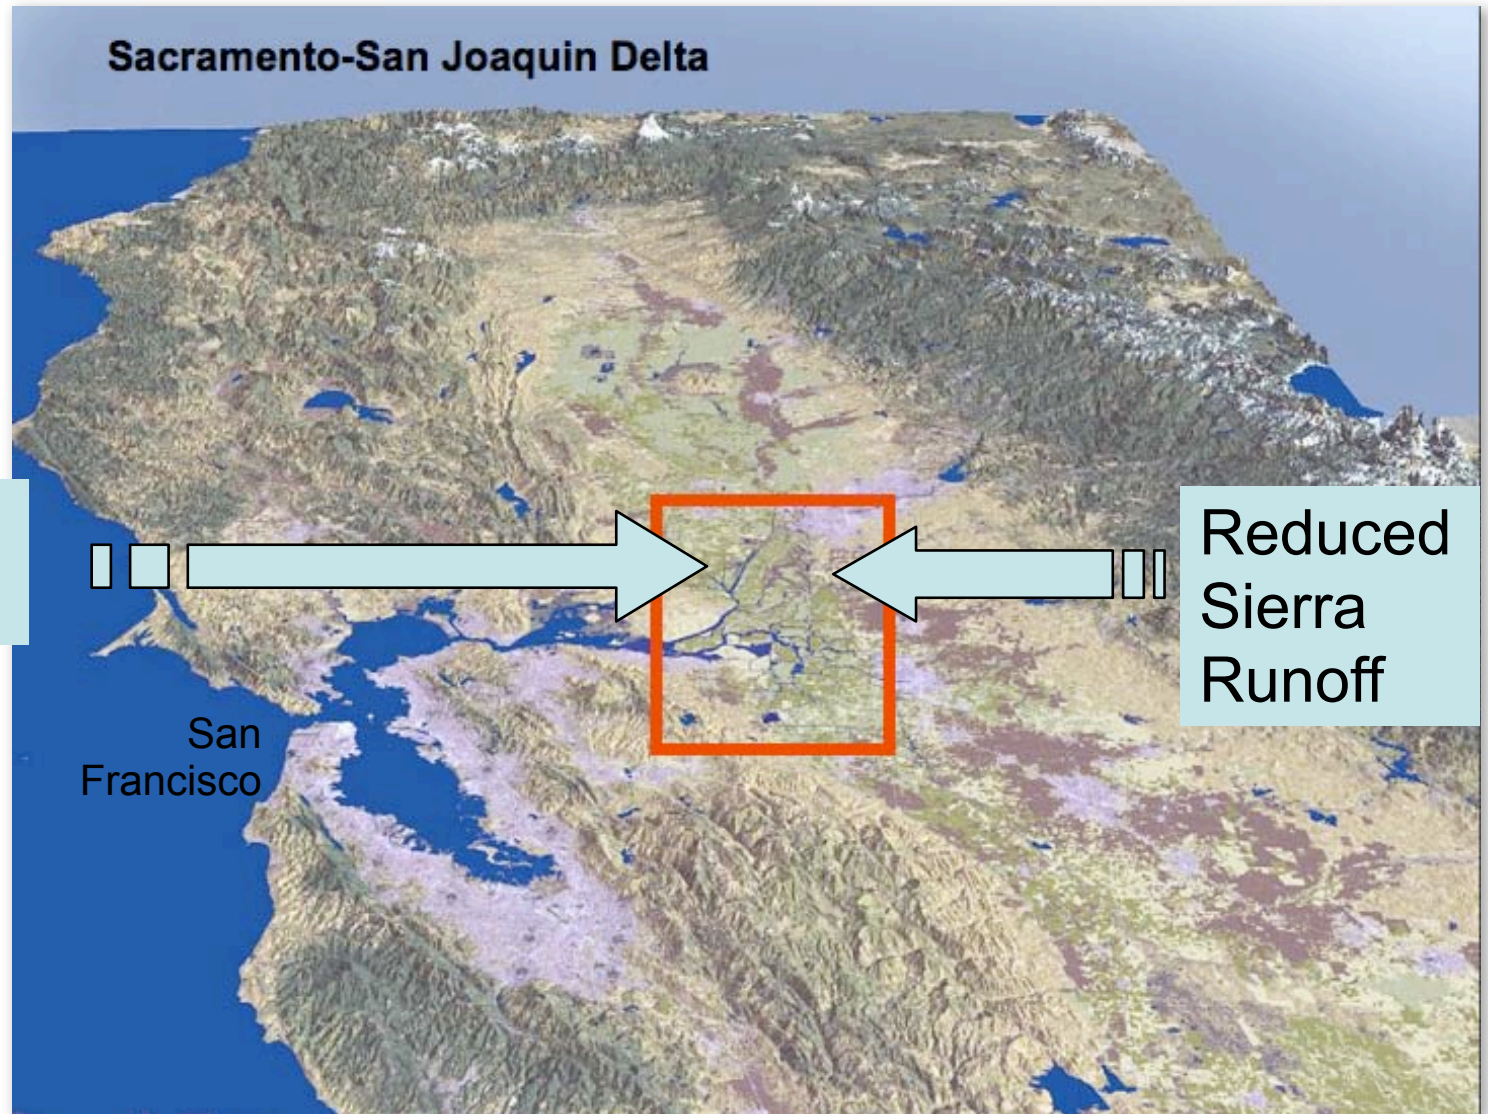 Sacramento-San Joaquin Delta
Reduced
Sierra
Runoff
San
Francisco